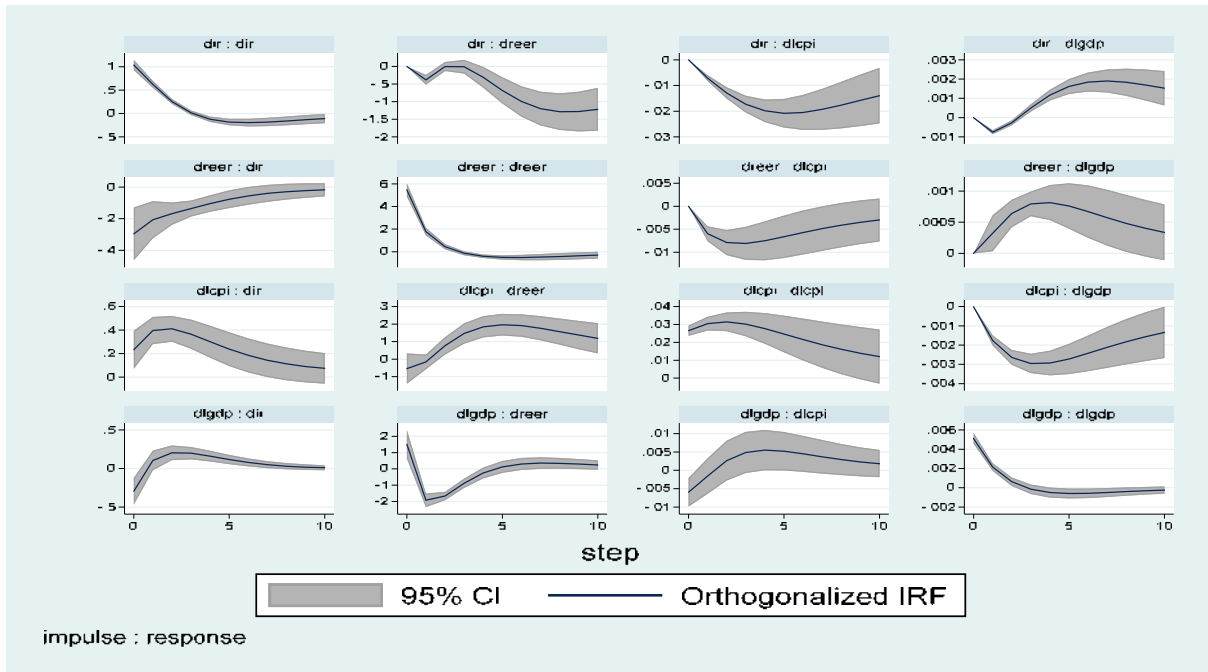 dir : dir
1
.5
0
-.5
dir : dreer
0
-.5
-1
-1.5
-2
dir : dlcpi
0
-.01
-.02
-.03
dir : dlgdp
.003
.002
.001
0
-.001
dreer : dir
0
-.2
-.4
dreer : dreer
6
4
2
0
dreer : dlcpi
.005
0
-.005
-.01
dreer : dlgdp
.001
.0005
0
dlcpi : dir
.6
.4
.2
0
dlcpi : dreer
3
2
1
0
-1
dlcpi : dlcpi
.04
.03
.02
.01
0
dlcpi : dlgdp
0
-.001
-.002
-.003
-.004
dlgdp : dir
.5
0
-.5
0 5 10
dlgdp : dreer
2
1
0
-1
-2
0 5 10
dlgdp : dlcpi
.01
.005
0
-.005
-.01
0 5 10
dlgdp : dlgdp
.006
.004
.002
0
-.002
0 5 10
step
95% CI
Orthogonalized IRF
impulse : response